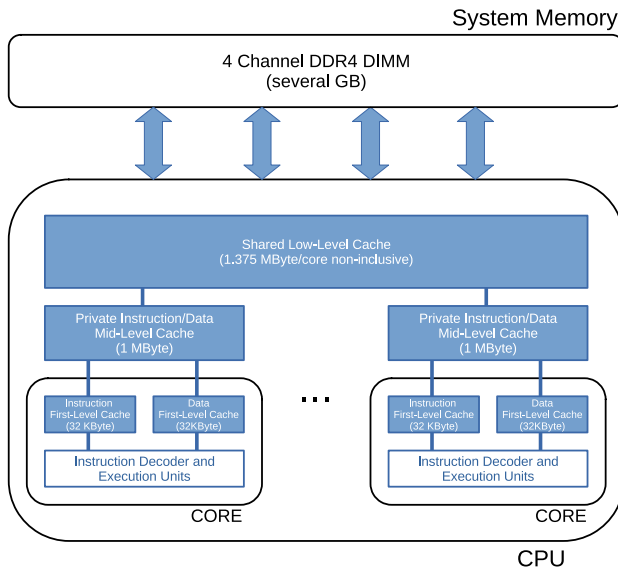 System Memory
4 Channel DDR4 DIMM
(several GB)
Shared Low-Level Cache
(1.375 MByte/core non-inclusive)
Private Instruction/Data
Mid-Level Cache
(1 MByte)
Private Instruction/Data
Mid-Level Cache
(1 MByte)
Instruction
First-Level Cache
(32 KByte)
Data
First-Level Cache
(32KByte)
...
Instruction
First-Level Cache
(32 KByte)
Data
First-Level Cache
(32KByte)
Instruction Decoder and
Execution Units
Instruction Decoder and
Execution Units
CORE
CORE
CPU